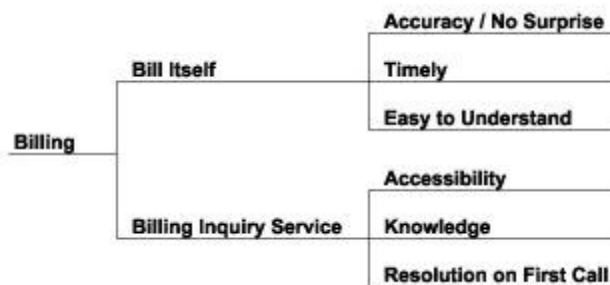 Accuracy / No Surprise
Bill Itself
Timely
Easy to Understand
Billing
Accessibility
Billing Inquiry Service
Knowledge
Resolution on First Call